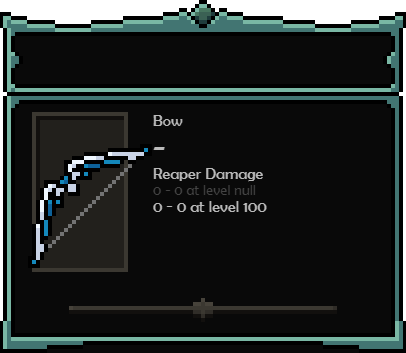 Bow
–
Reaper Damage
0 - 0 at level null
0 - 0 at level 100